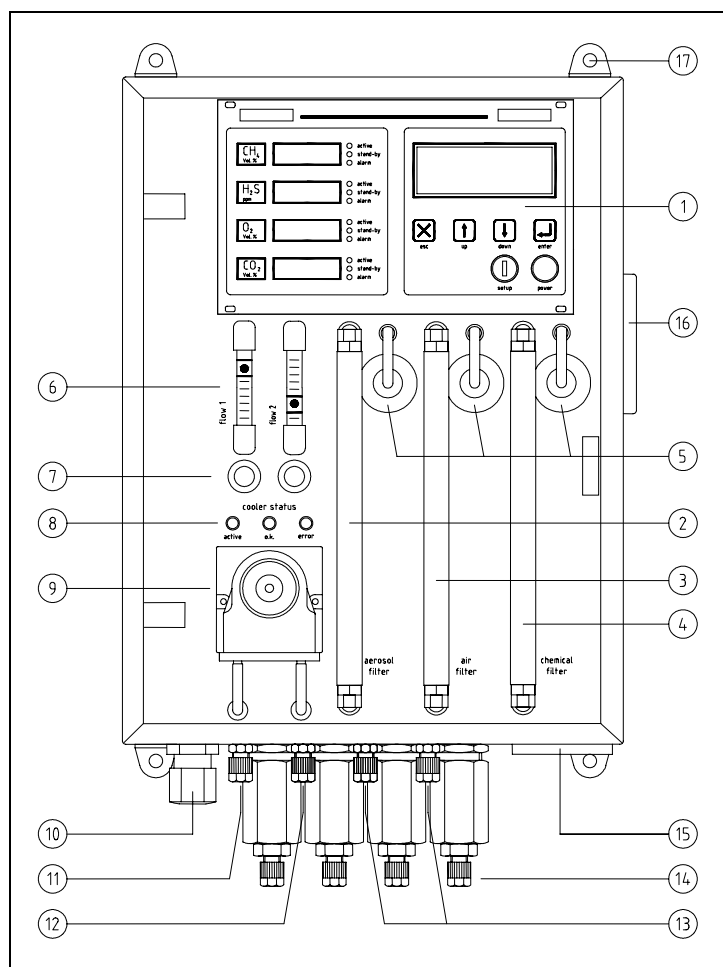 17
CH₄
Vol. %
active
stand-by
alarm
H₂S
ppm
active
stand-by
alarm
O₂
Vol. %
active
stand-by
alarm
CO₂
Vol. %
active
stand-by
alarm
esc
up
down
enter
setup
power
1
16
6
flow 1
flow 2
5
7
cooler status
8
active
o.k.
error
2
9
3
4
aerosol
filter
air
filter
chemical
filter
10
15
11
14
12
13